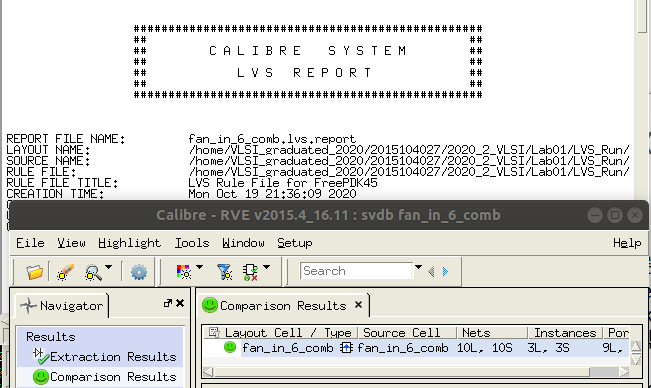 CALIBRE SYSTEM
LVS REPORT
REPORT FILE NAME: fan_in_6_comb.lvs.report
LAYOUT NAME: /home/VLSI_graduated_2020/2015104027/2020_2_VLSI/Lab01/LVS_Run/
SOURCE NAME: /home/VLSI_graduated_2020/2015104027/2020_2_VLSI/Lab01/LVS_Run/
RULE FILE: /home/VLSI_graduated_2020/2015104027/2020_2_VLSI/Lab01/LVS_Run/
RULE FILE TITLE: LVS Rule File for FreePDK45
CREATION TIME: Mon Oct 19 21:36:09 2020
Calibre - RVE v2015.4_16.11 : svdb fan_in_6_comb
File View Highlight Tools Window Setup Help
Search
Navigator
Comparison Results
Results
Extraction Results
Comparison Results
Layout Cell / Type Source Cell Nets Instances Por
fan_in_6_comb fan_in_6_comb 10L, 10S 3L, 3S 9L,